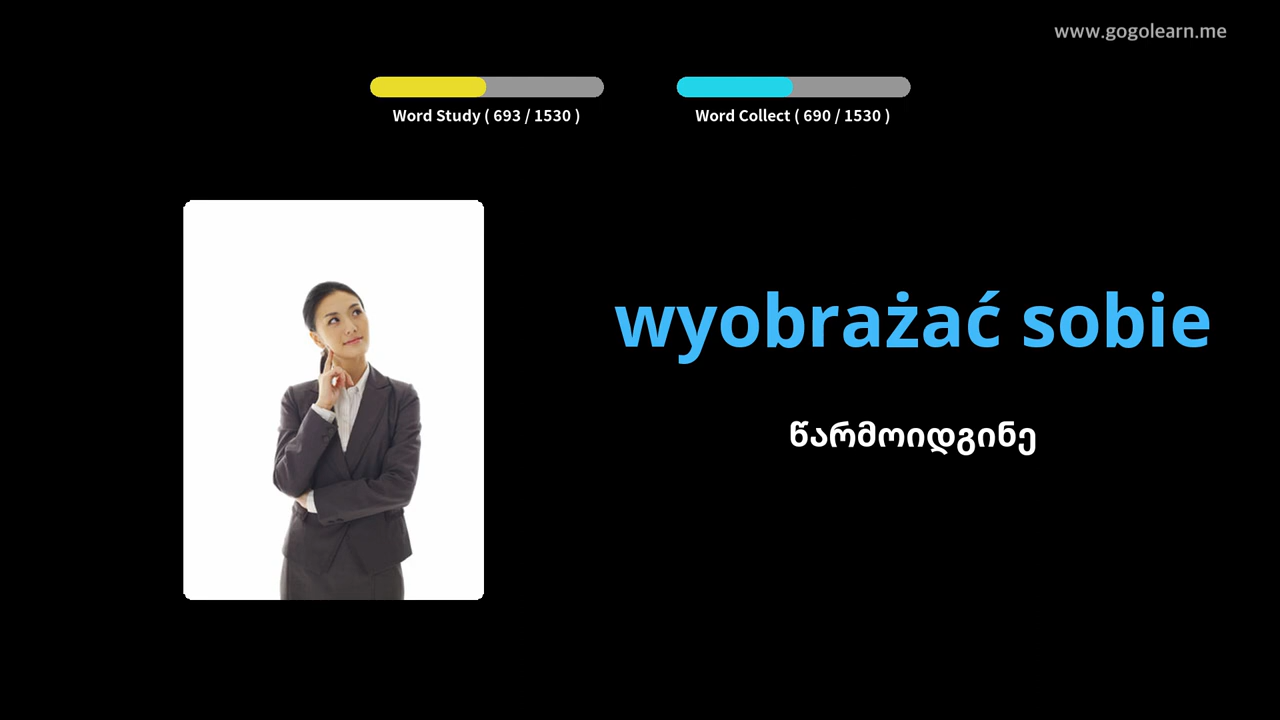 www.gogolearn.me
Word Study ( 693 / 1530 )
Word Collect ( 690 / 1530 )
wyobrażać sobie
წარმოიდგინე